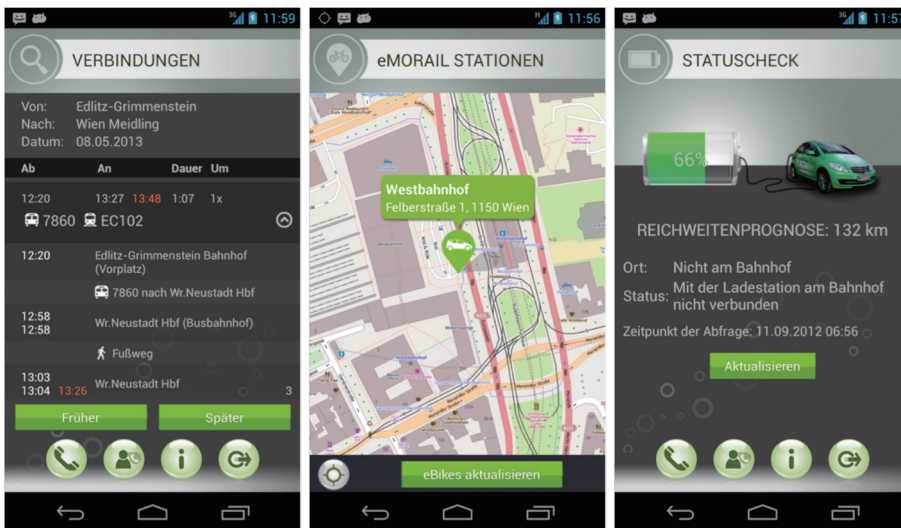 3G 11:59
VERBINDUNGEN
Von: Edlitz-Grimmenstein
Nach: Wien Meidling
Datum: 08.05.2013
Ab An Dauer Um
12:20 13:27 13:48 1:07 1x
7860 EC102
12:20 Edlitz-Grimmenstein Bahnhof
(Vorplatz)
7860 nach Wr.Neustadt Hbf
12:58
12:58 Wr.Neustadt Hbf (Busbahnhof)
Fußweg
13:03
13:04 13:26 Wr.Neustadt Hbf 3
Früher Später
H 11:56
eMORAIL STATIONEN
Westbahnhof
Felberstraße 1, 1150 Wien
eBikes aktualisieren
3G 11:57
STATUSCHECK
66%
REICHWEITENPROGNOSE: 132 km
Ort: Nicht am Bahnhof
Status: Mit der Ladestation am Bahnhof
nicht verbunden
Zeitpunkt der Abfrage: 11.09.2012 06:56
Aktualisieren